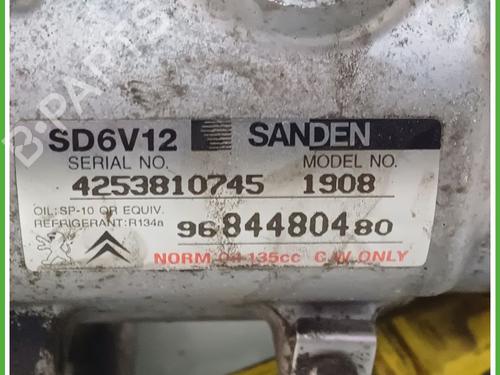 B-PARTS
SD6V12 SANDEN
SERIAL NO. MODEL NO.
4253810745 1908
OIL:SP-10 OR EQUIV.
REFRIGERANT:R134a
9684480480
NORM Oil 135cc C.W. ONLY